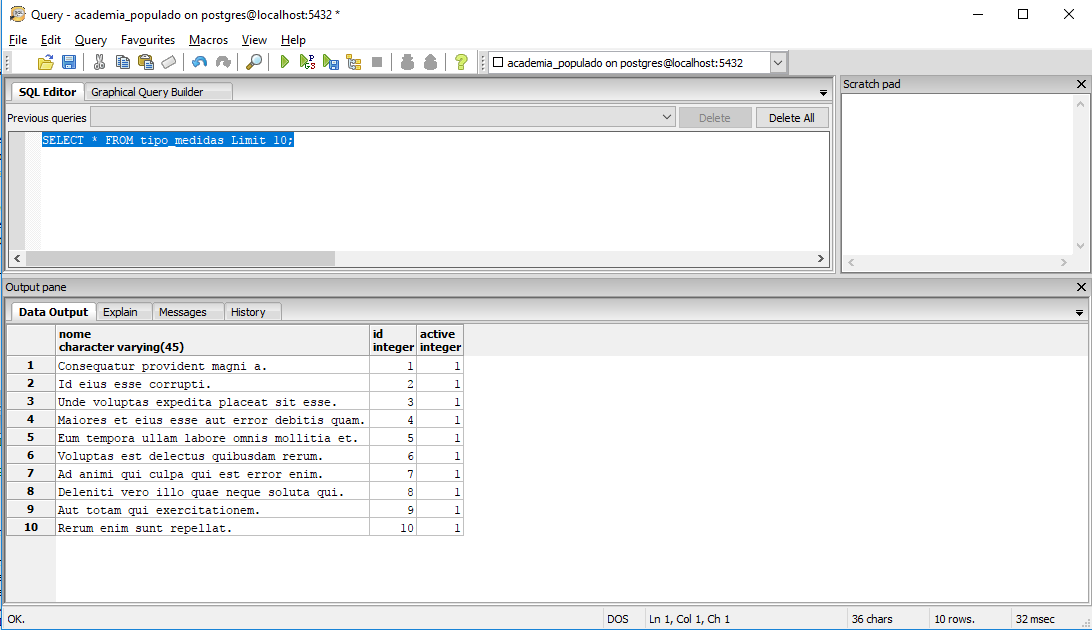 Query - academia_populado on postgres@localhost:5432 *
File Edit Query Favourites Macros View Help
academia_populado on postgres@localhost:5432
SQL Editor Graphical Query Builder
Previous queries Delete Delete All
SELECT * FROM tipo_medidas Limit 10;
Scratch pad
Output pane
Data Output Explain Messages History
nome id active
character varying(45) integer integer
1 Consequatur provident magni a. 1 1
2 Id eius esse corrupti. 2 1
3 Unde voluptas expedita placeat sit esse. 3 1
4 Maiores et eius esse aut error debitis quam. 4 1
5 Eum tempora ullam labore omnis mollitia et. 5 1
6 Voluptas est delectus quibusdam rerum. 6 1
7 Ad animi qui culpa qui est error enim. 7 1
8 Deleniti vero illo quae neque soluta qui. 8 1
9 Aut totam qui exercitationem. 9 1
10 Rerum enim sunt repellat. 10 1
OK. DOS Ln 1, Col 1, Ch 1 36 chars 10 rows. 32 msec